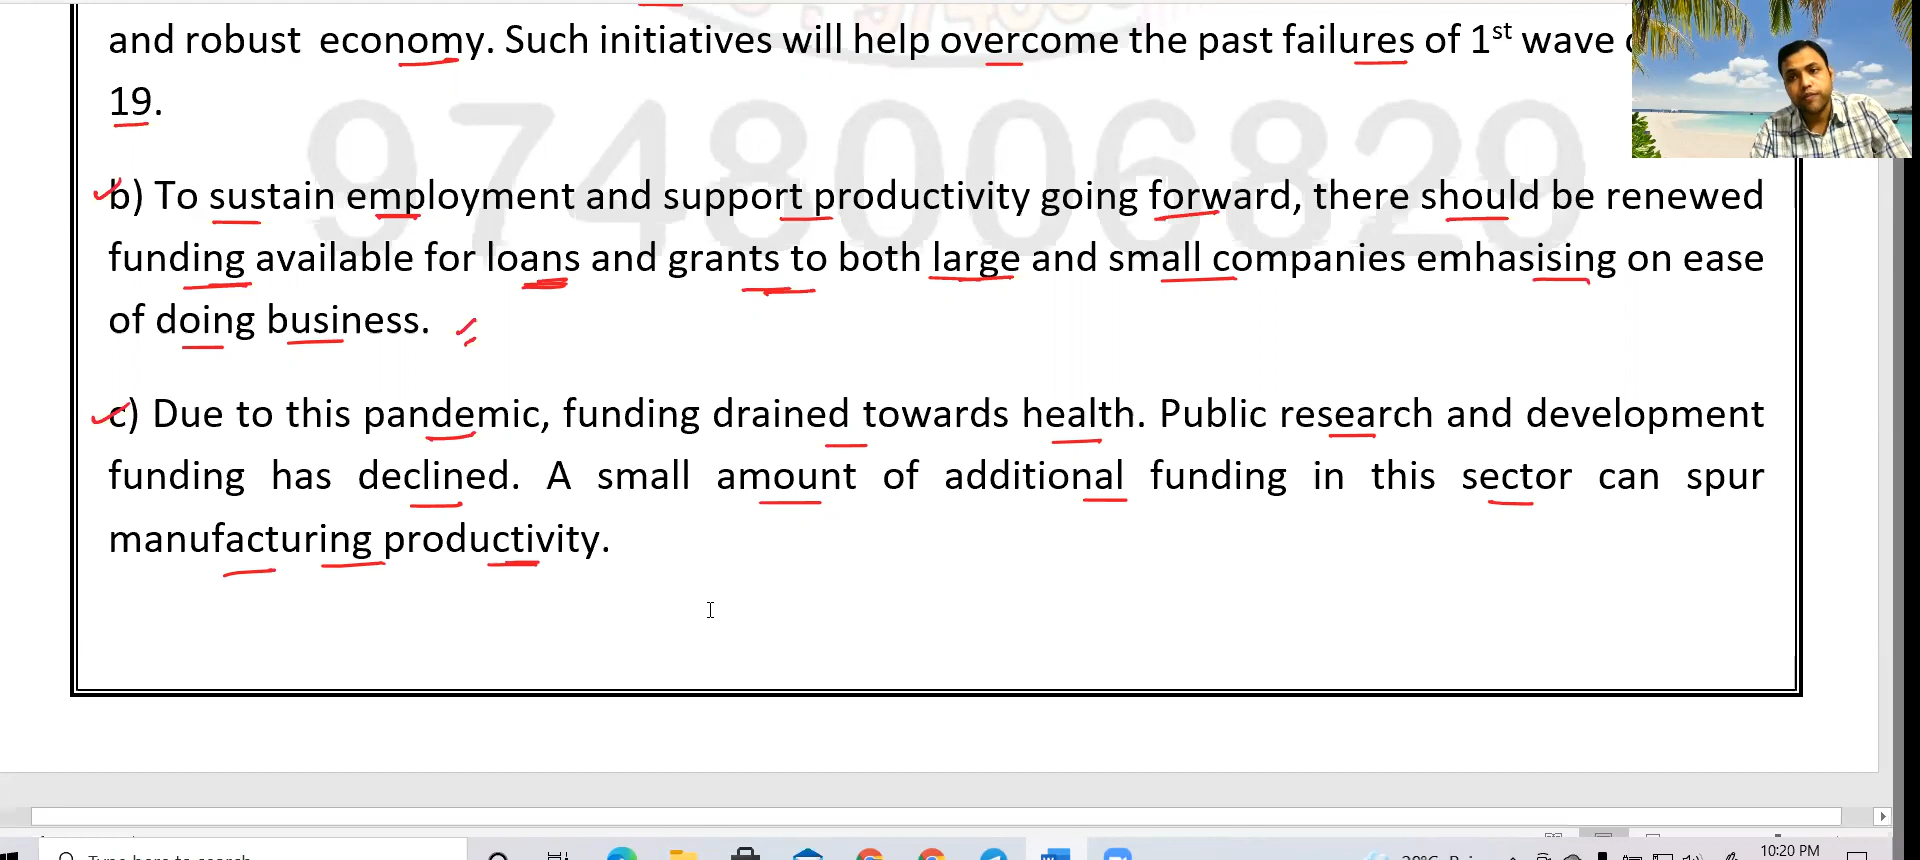 and robust economy. Such initiatives will help overcome the past failures of 1st wave
19.
9748006829
b) To sustain employment and support productivity going forward, there should be renewed
funding available for loans and grants to both large and small companies emhasising on ease
of doing business.
c) Due to this pandemic, funding drained towards health. Public research and development
funding has declined. A small amount of additional funding in this sector can spur
manufacturing productivity.
Type here to search
10:20 PM